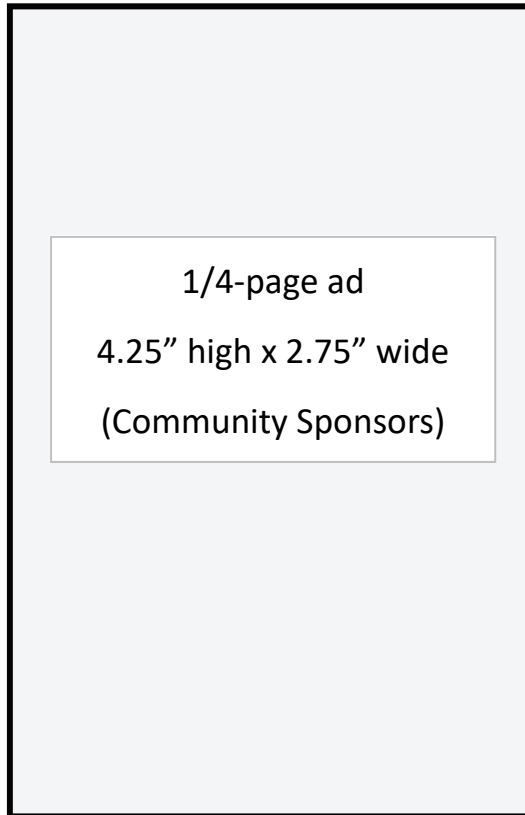 1/4-page ad
4.25” high x 2.75” wide
(Community Sponsors)